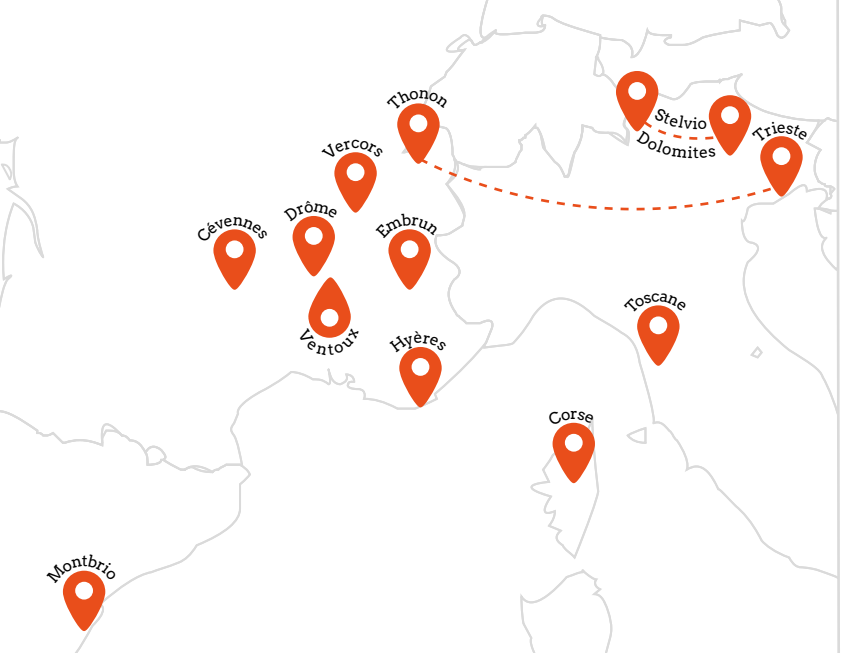 Thonon
Stelvio
Trieste
Dolomites
Vercors
Drôme
Cévennes
Embrun
Ventoux
Toscane
Hyères
Corse
Montbrio